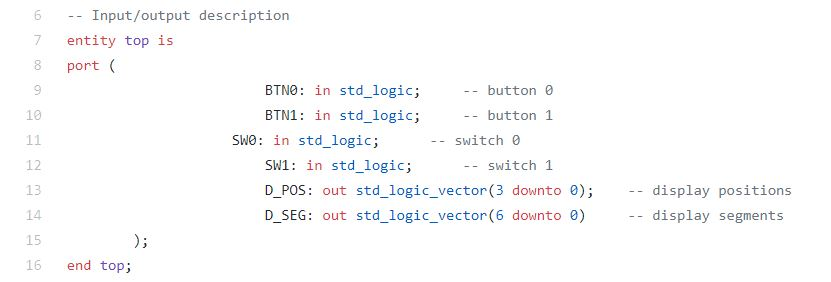 6 -- Input/output description
7 entity top is
8 port (
9 BTN0: in std_logic; -- button 0
10 BTN1: in std_logic; -- button 1
11 SW0: in std_logic; -- switch 0
12 SW1: in std_logic; -- switch 1
13 D_POS: out std_logic_vector(3 downto 0); -- display positions
14 D_SEG: out std_logic_vector(6 downto 0) -- display segments
15 );
16 end top;